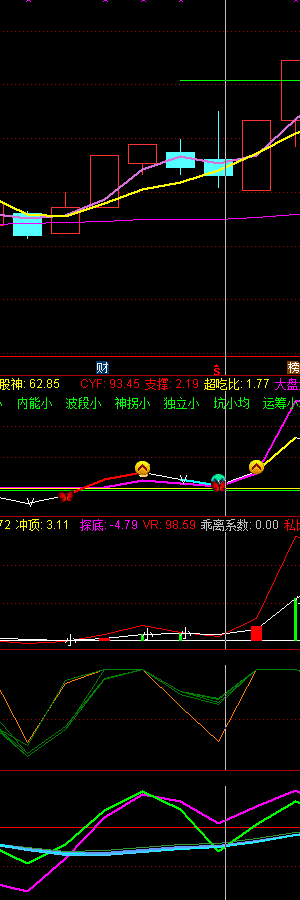 财 榜
股神: 62.85 CYF: 93.45 支撑: 2.19 超吃比: 1.77 大盘
小 内能小 波段小 神拐小 独立小 坑小均 运筹小
72 冲顶: 3.11 探底: -4.79 VR: 98.59 乖离系数: 0.00 私